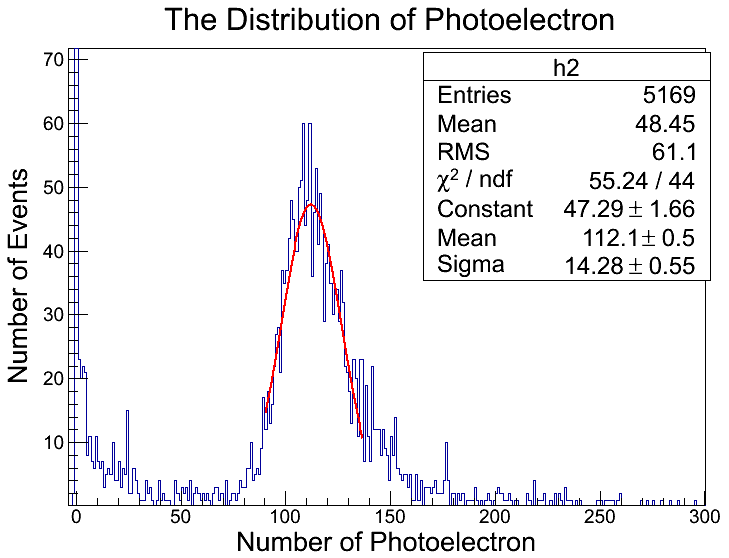 The Distribution of Photoelectron
h2
Entries 5169
Mean 48.45
RMS 61.1
χ² / ndf 55.24 / 44
Constant 47.29 ± 1.66
Mean 112.1 ± 0.5
Sigma 14.28 ± 0.55
Number of Events
70
60
50
40
30
20
10
0 50 100 150 200 250 300
Number of Photoelectron